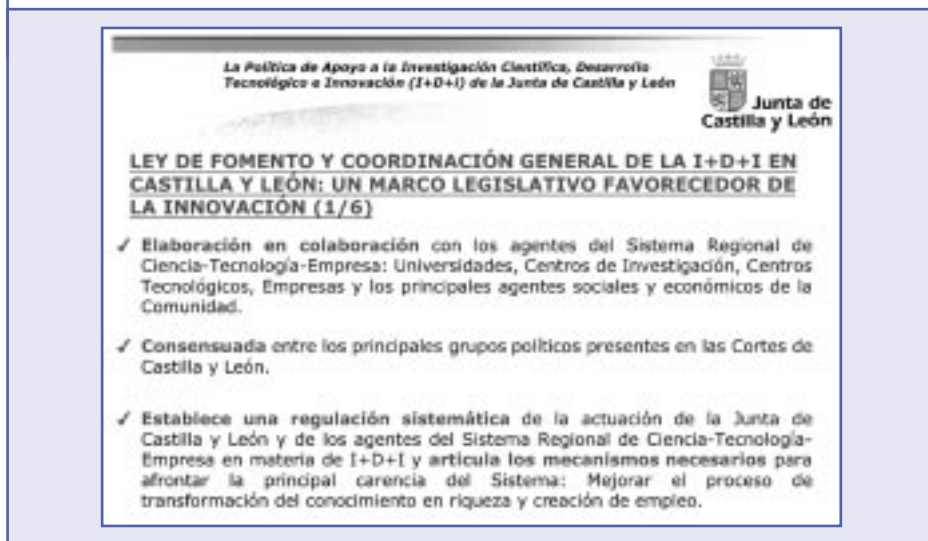 La Política de Apoyo a la Investigación Científica, Desarrollo
Tecnológico e Innovación (I+D+i) de la Junta de Castilla y León
Junta de
Castilla y León
LEY DE FOMENTO Y COORDINACIÓN GENERAL DE LA I+D+I EN
CASTILLA Y LEÓN: UN MARCO LEGISLATIVO FAVORECEDOR DE
LA INNOVACIÓN (1/6)
✓ Elaboración en colaboración con los agentes del Sistema Regional de
Ciencia-Tecnología-Empresa: Universidades, Centros de Investigación, Centros
Tecnológicos, Empresas y los principales agentes sociales y económicos de la
Comunidad.
✓ Consensuada entre los principales grupos políticos presentes en las Cortes de
Castilla y León.
✓ Establece una regulación sistemática de la actuación de la Junta de
Castilla y León y de los agentes del Sistema Regional de Ciencia-Tecnología-
Empresa en materia de I+D+I y articula los mecanismos necesarios para
afrontar la principal carencia del Sistema: Mejorar el proceso de
transformación del conocimiento en riqueza y creación de empleo.